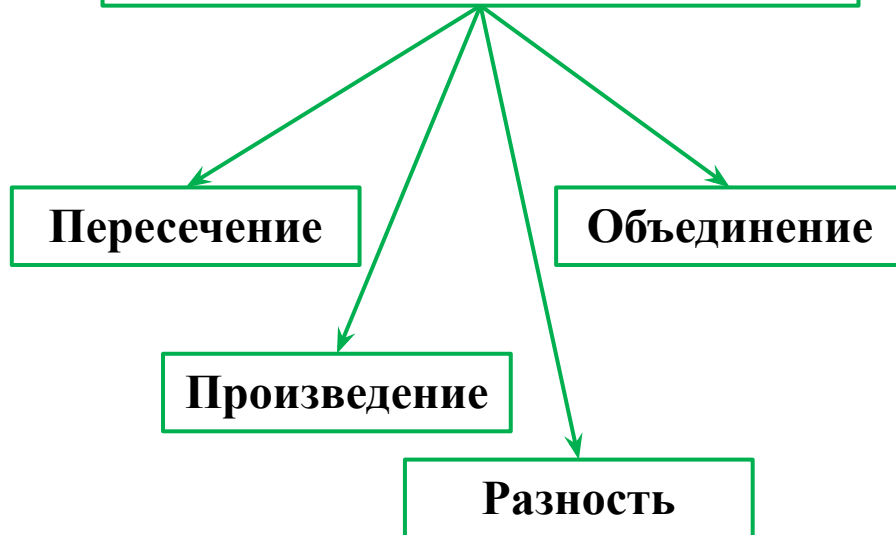 Пересечение
Объединение
Произведение
Разность